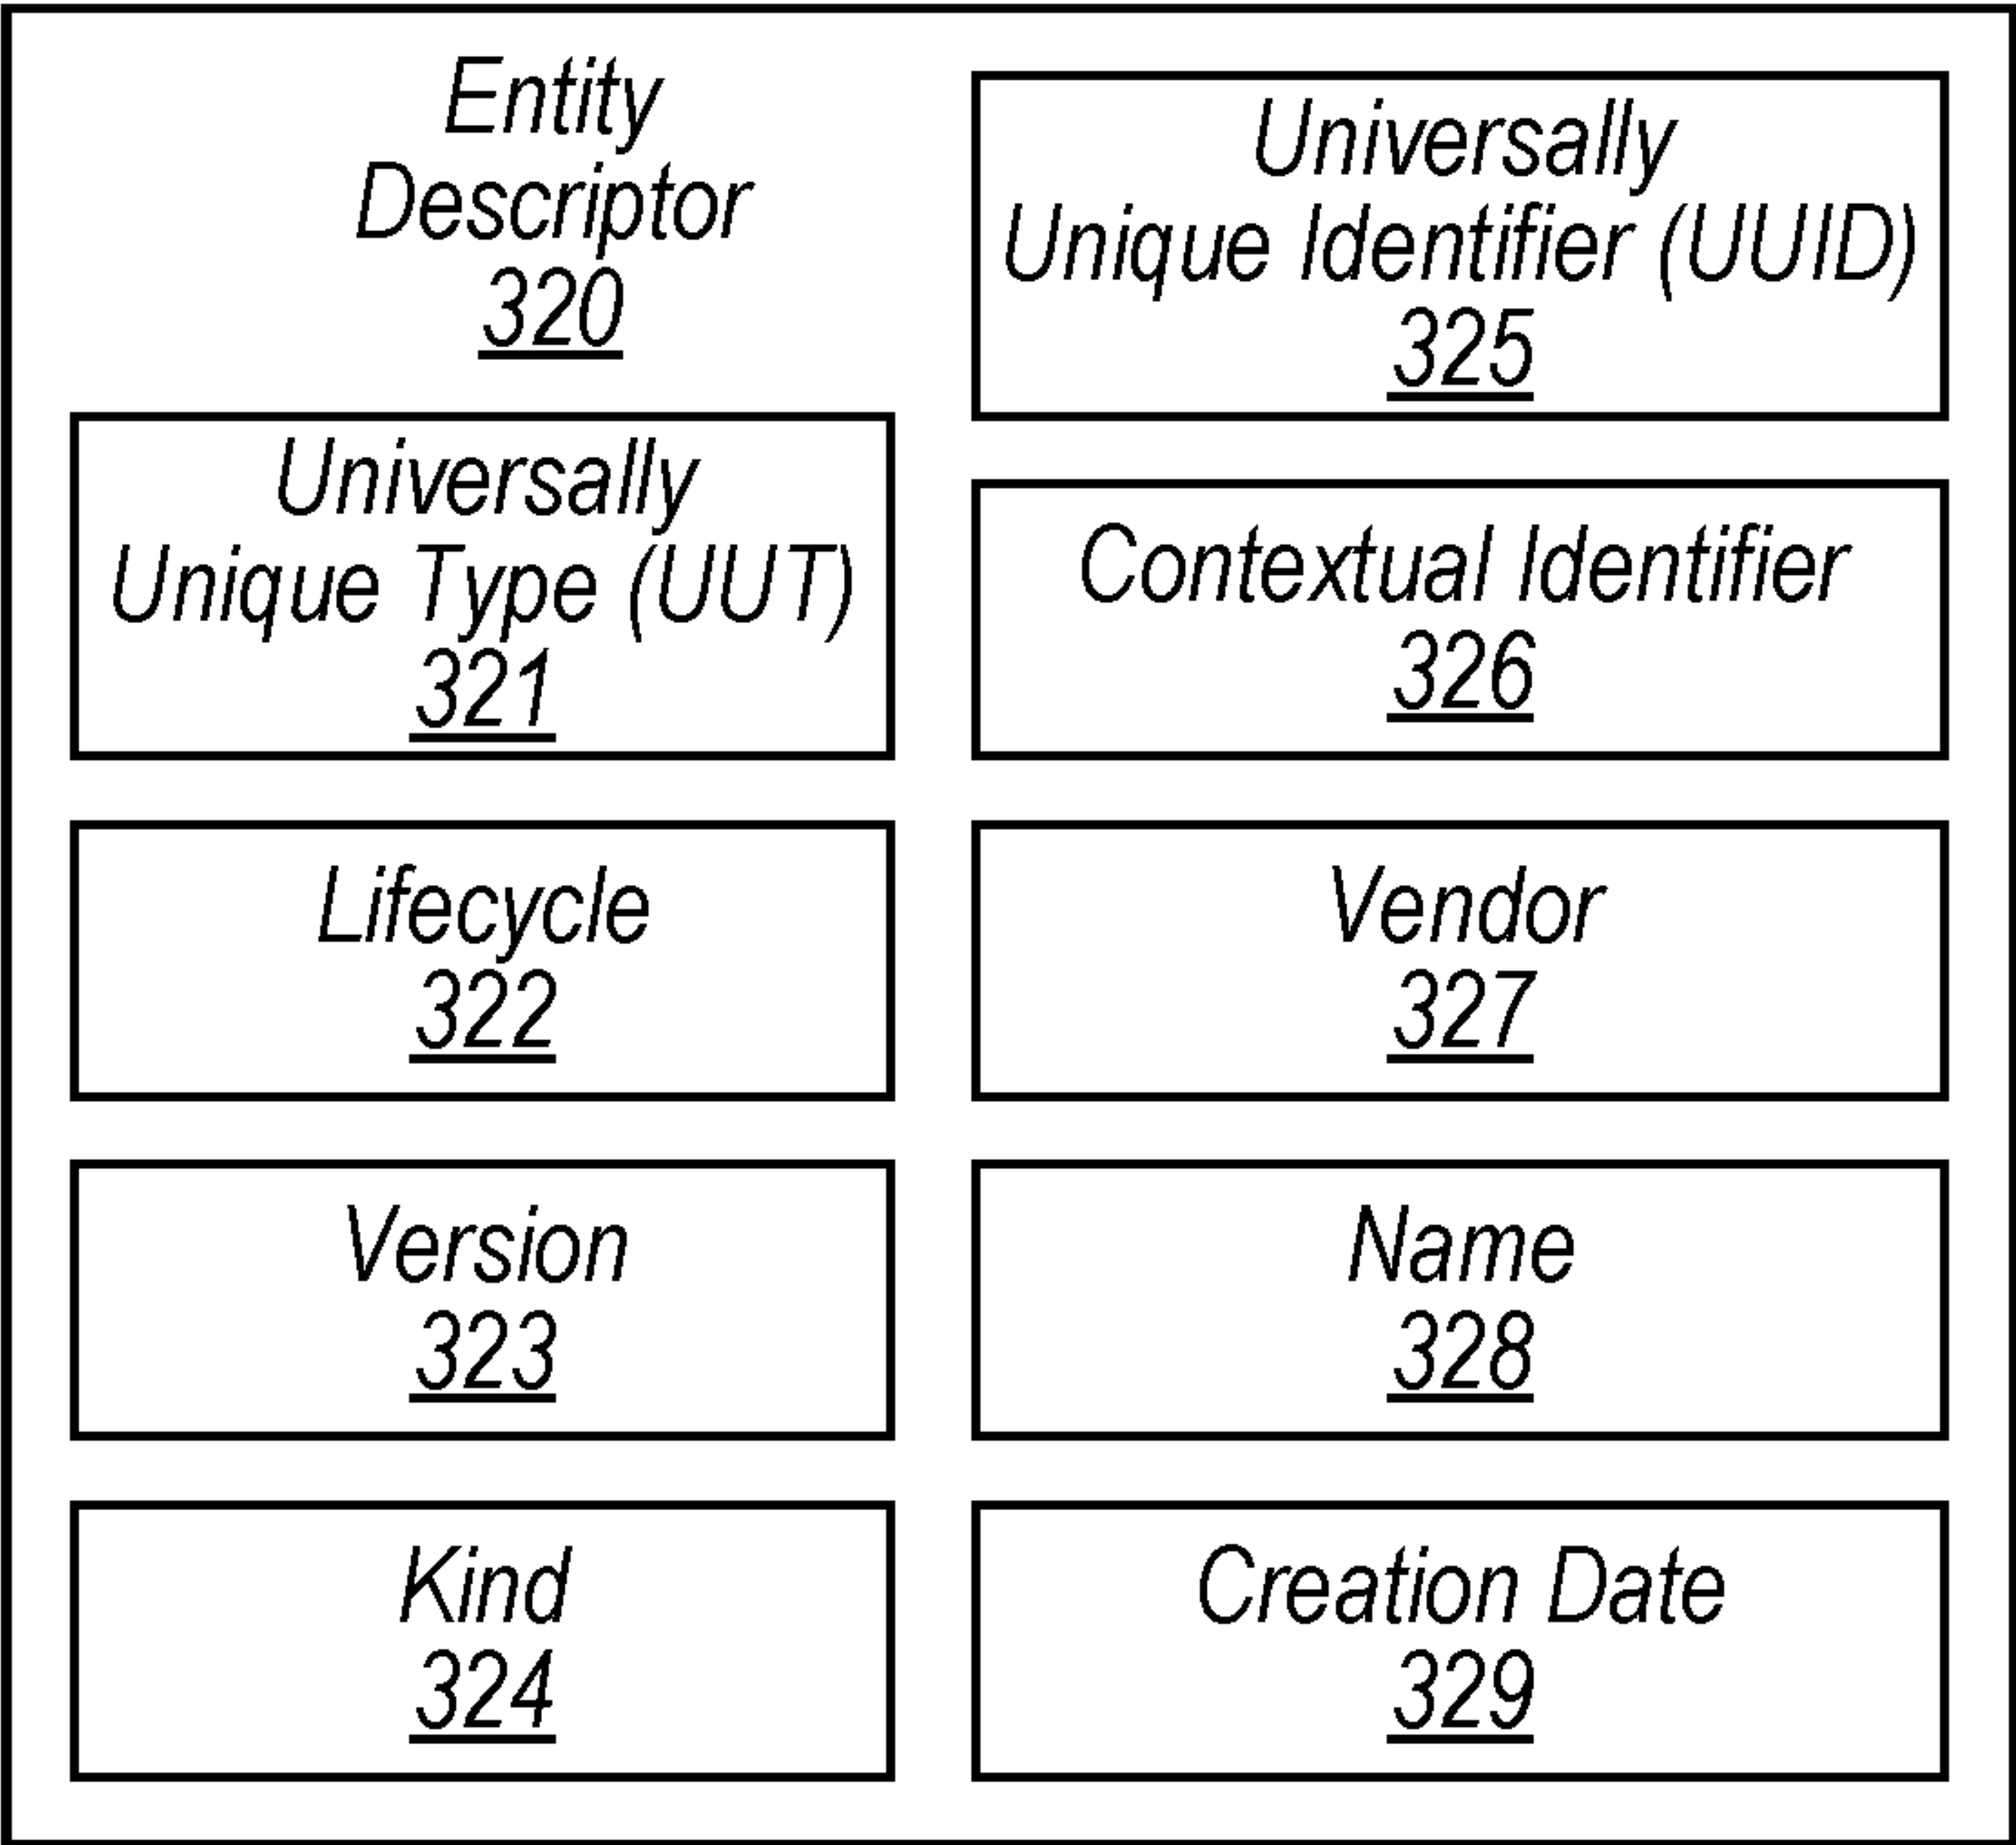 Entity
Descriptor
320
Universally
Unique Type (UUT)
321
Lifecycle
322
Version
323
Kind
324
Universally
Unique Identifier (UUID)
325
Contextual Identifier
326
Vendor
327
Name
328
Creation Date
329